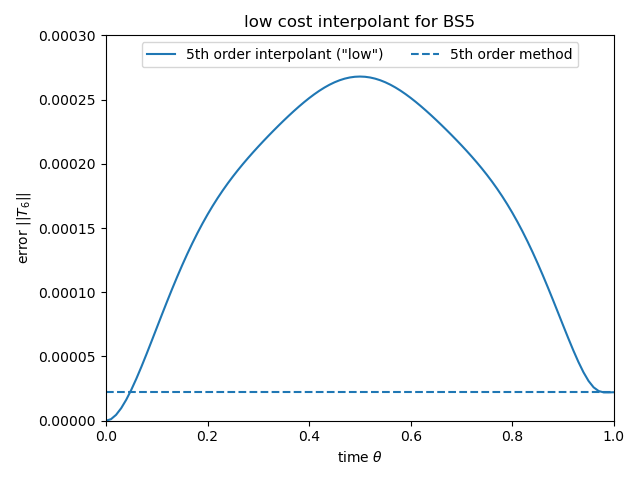 low cost interpolant for BS5
5th order interpolant ("low")
5th order method
error ||T₆||
0.00030
0.00025
0.00020
0.00015
0.00010
0.00005
0.00000
0.0 0.2 0.4 0.6 0.8 1.0
time θ